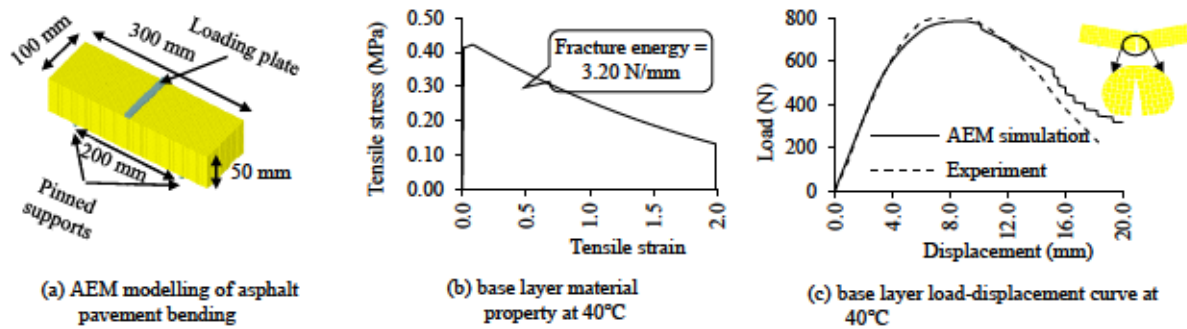 100 mm
300 mm
Loading plate
200 mm
50 mm
Pinned
supports
(a) AEM modelling of asphalt
pavement bending
Tensile stress (MPa)
0.50
0.40
0.30
0.20
0.10
0.00
Fracture energy =
3.20 N/mm
0.0
0.5
1.0
1.5
2.0
Tensile strain
(b) base layer material
property at 40℃
Load (N)
800
600
400
200
0
AEM simulation
Experiment
0.0
4.0
8.0
12.0
16.0
20.0
Displacement (mm)
(c) base layer load-displacement curve at
40℃